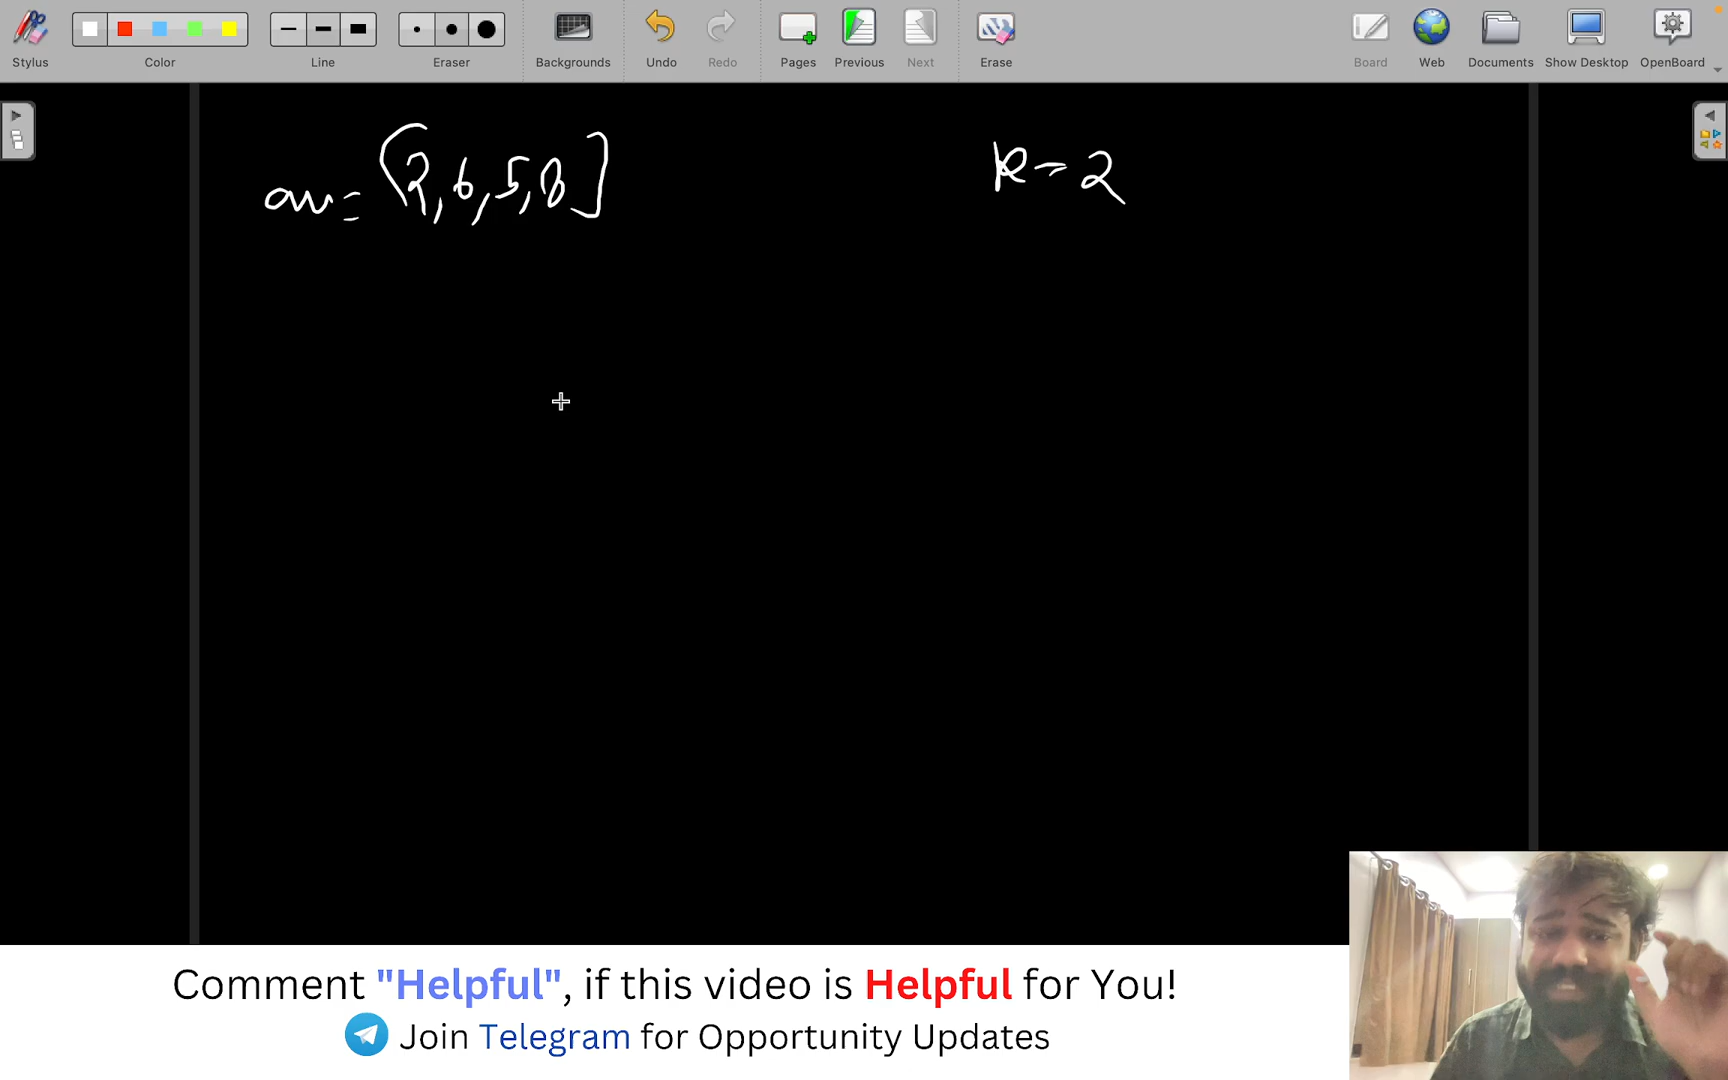 Stylus Color Line Eraser Backgrounds Undo Redo Pages Previous Next Erase Board Web Documents Show Desktop OpenBoard
arr = [2, 6, 5, 8] k = 2
Comment "Helpful", if this video is Helpful for You!
Join Telegram for Opportunity Updates